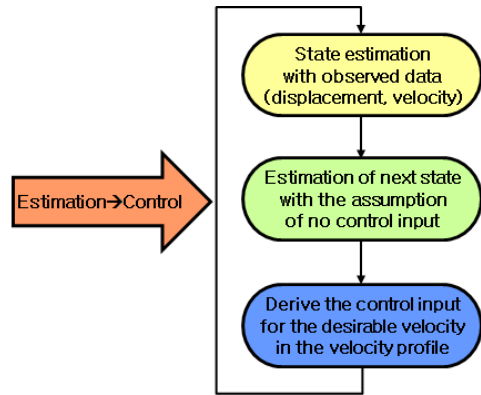 State estimation
with observed data
(displacement, velocity)
Estimation→Control
Estimation of next state
with the assumption
of no control input
Derive the control input
for the desirable velocity
in the velocity profile